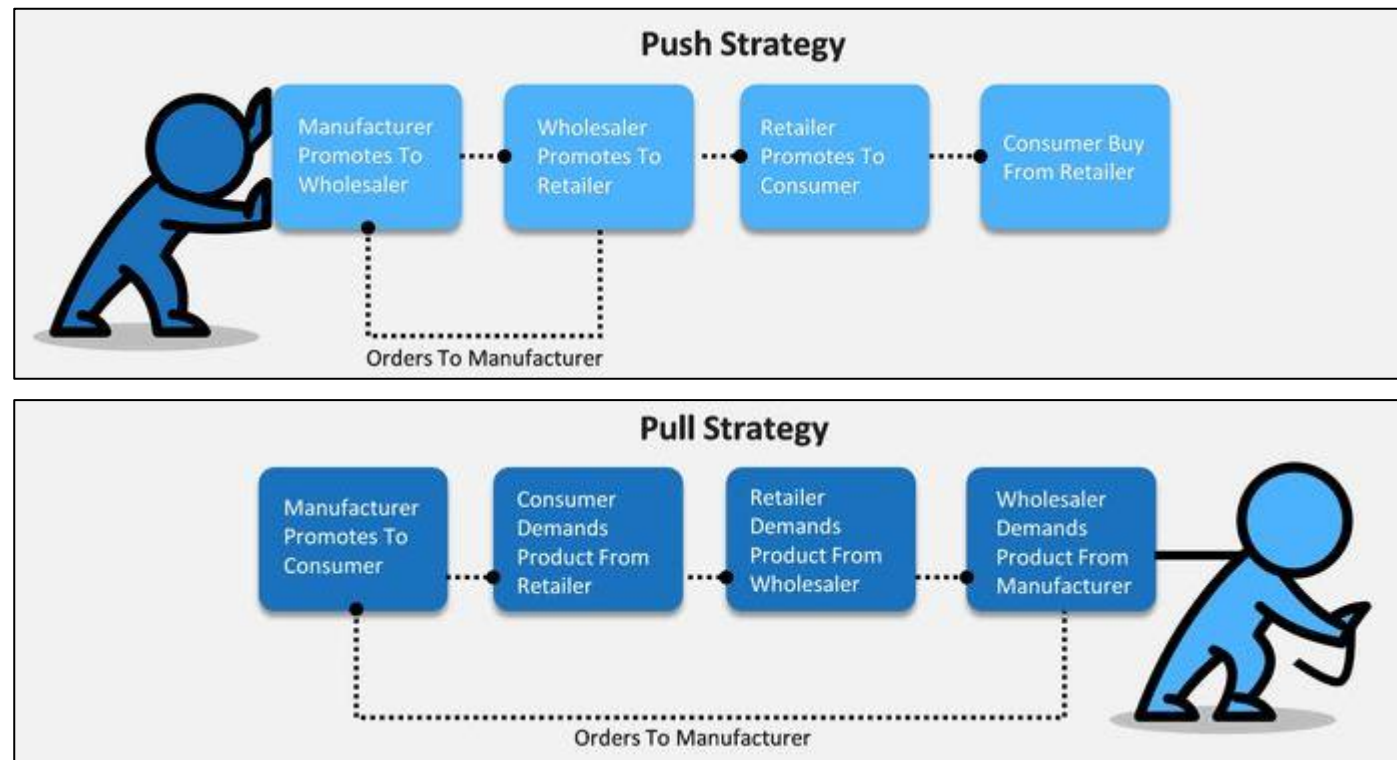 Push Strategy
Manufacturer
Promotes To
Wholesaler
Wholesaler
Promotes To
Retailer
Retailer
Promotes To
Consumer
Consumer Buy
From Retailer
Orders To Manufacturer
Pull Strategy
Manufacturer
Promotes To
Consumer
Consumer
Demands
Product From
Retailer
Retailer
Demands
Product From
Wholesaler
Wholesaler
Demands
Product From
Manufacturer
Orders To Manufacturer